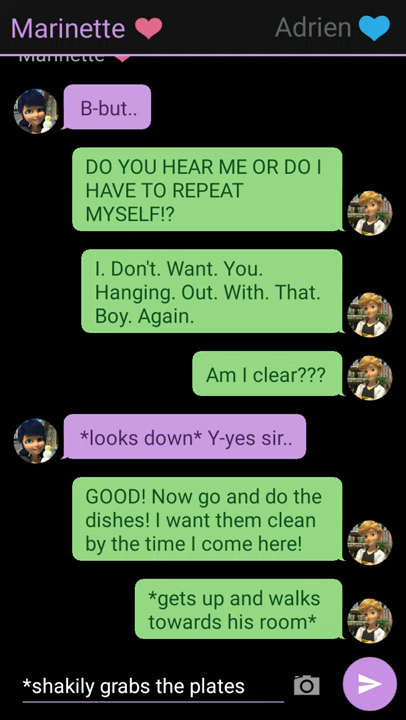 Marinette
Adrien
Marinette
B-but..
DO YOU HEAR ME OR DO I
HAVE TO REPEAT
MYSELF!?
I. Don't. Want. You.
Hanging. Out. With. That.
Boy. Again.
Am I clear???
*looks down* Y-yes sir..
GOOD! Now go and do the
dishes! I want them clean
by the time I come here!
*gets up and walks
towards his room*
*shakily grabs the plates